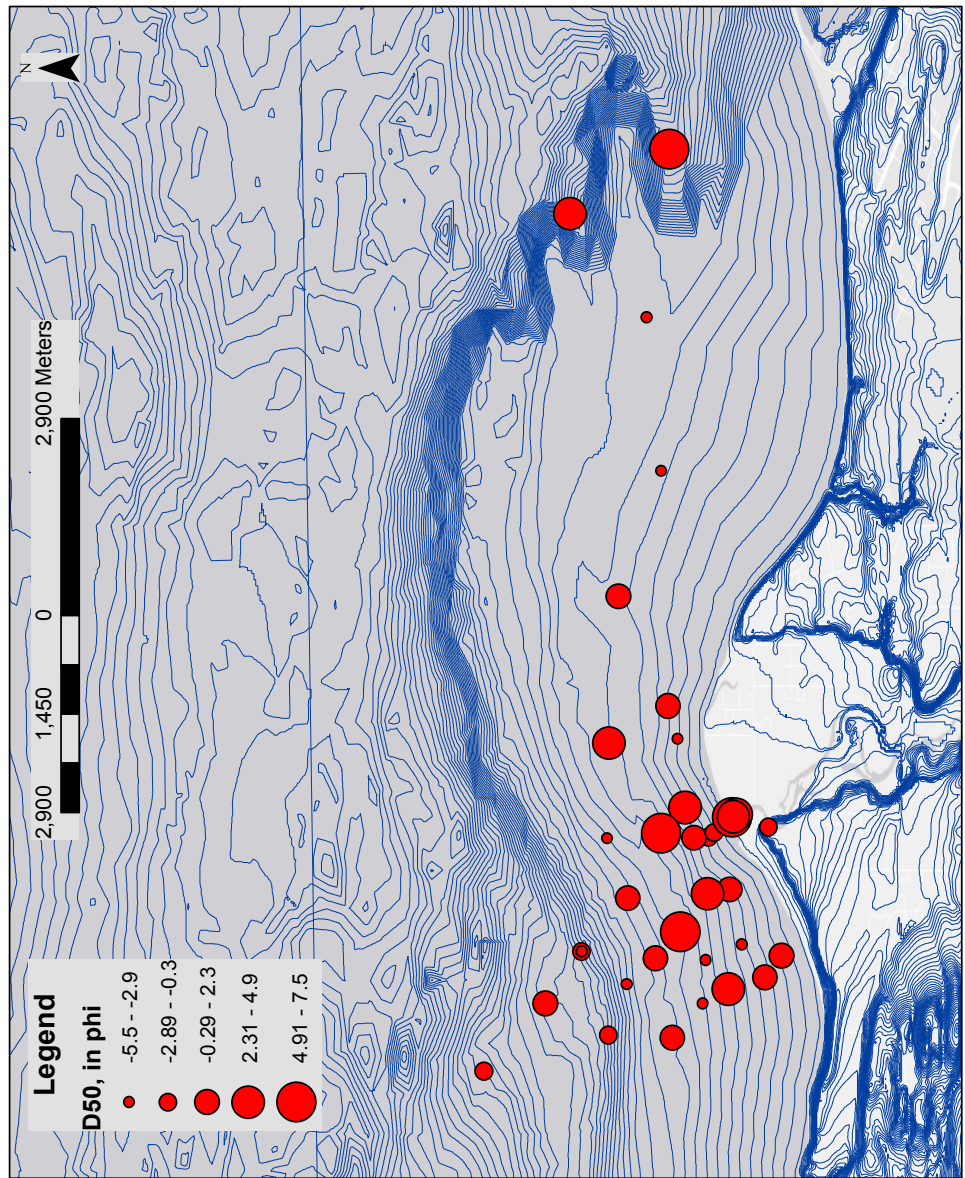 N
2,900 1,450 0 2,900 Meters
Legend
D50, in phi
-5.5 - -2.9
-2.89 - -0.3
-0.29 - 2.3
2.31 - 4.9
4.91 - 7.5